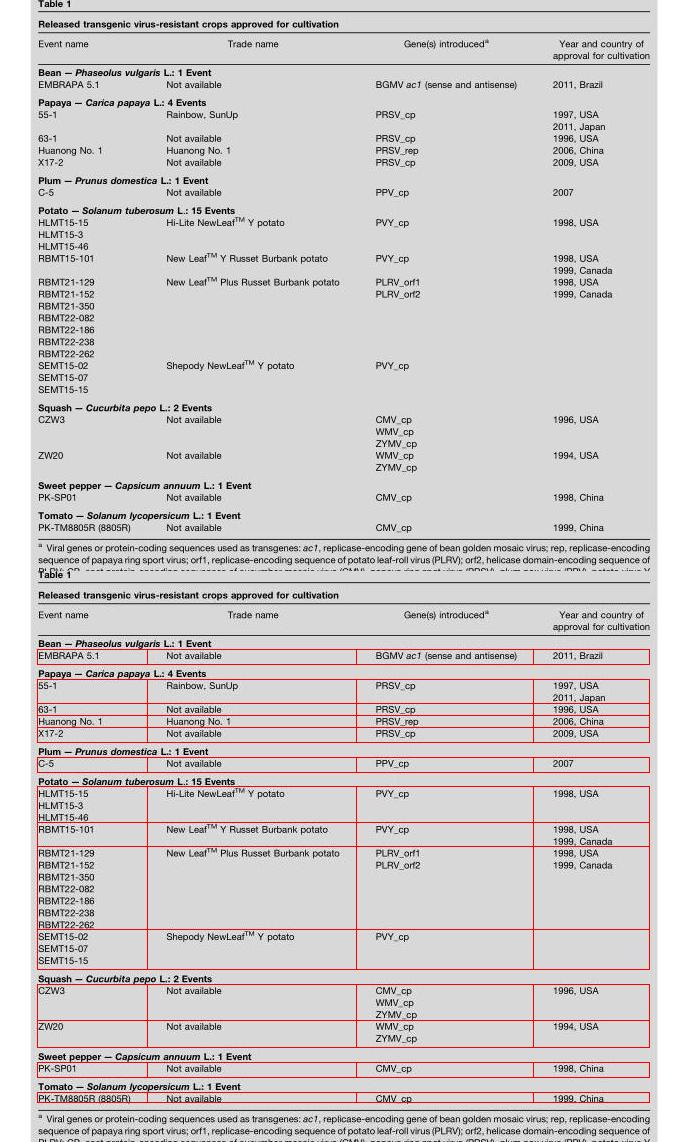 Table 1
Released transgenic virus-resistant crops approved for cultivation
Event name Trade name Gene(s) introducedᵃ Year and country of
approval for cultivation
Bean — Phaseolus vulgaris L.: 1 Event
EMBRAPA 5.1 Not available BGMV ac1 (sense and antisense) 2011, Brazil
Papaya — Carica papaya L.: 4 Events
55-1 Rainbow, SunUp PRSV_cp 1997, USA
2011, Japan
63-1 Not available PRSV_cp 1996, USA
Huanong No. 1 Huanong No. 1 PRSV_rep 2006, China
X17-2 Not available PRSV_cp 2009, USA
Plum — Prunus domestica L.: 1 Event
C-5 Not available PPV_cp 2007
Potato — Solanum tuberosum L.: 15 Events
HLMT15-15 Hi-Lite NewLeaf™ Y potato PVY_cp 1998, USA
HLMT15-3
HLMT15-46
RBMT15-101 New Leaf™ Y Russet Burbank potato PVY_cp 1998, USA
1999, Canada
RBMT21-129 New Leaf™ Plus Russet Burbank potato PLRV_orf1 1998, USA
RBMT21-152 PLRV_orf2 1999, Canada
RBMT21-350
RBMT22-082
RBMT22-186
RBMT22-238
RBMT22-262
SEMT15-02 Shepody NewLeaf™ Y potato PVY_cp
SEMT15-07
SEMT15-15
Squash — Cucurbita pepo L.: 2 Events
CZW3 Not available CMV_cp 1996, USA
WMV_cp
ZYMV_cp
ZW20 Not available WMV_cp 1994, USA
ZYMV_cp
Sweet pepper — Capsicum annuum L.: 1 Event
PK-SP01 Not available CMV_cp 1998, China
Tomato — Solanum lycopersicum L.: 1 Event
PK-TM8805R (8805R) Not available CMV_cp 1999, China
ᵃ Viral genes or protein-coding sequences used as transgenes: ac1, replicase-encoding gene of bean golden mosaic virus; rep, replicase-encoding
sequence of papaya ring sport virus; orf1, replicase-encoding sequence of potato leaf-roll virus (PLRV); orf2, helicase domain-encoding sequence of
Table 1
Released transgenic virus-resistant crops approved for cultivation
Event name Trade name Gene(s) introducedᵃ Year and country of
approval for cultivation
Bean — Phaseolus vulgaris L.: 1 Event
EMBRAPA 5.1 Not available BGMV ac1 (sense and antisense) 2011, Brazil
Papaya — Carica papaya L.: 4 Events
55-1 Rainbow, SunUp PRSV_cp 1997, USA
2011, Japan
63-1 Not available PRSV_cp 1996, USA
Huanong No. 1 Huanong No. 1 PRSV_rep 2006, China
X17-2 Not available PRSV_cp 2009, USA
Plum — Prunus domestica L.: 1 Event
C-5 Not available PPV_cp 2007
Potato — Solanum tuberosum L.: 15 Events
HLMT15-15 Hi-Lite NewLeaf™ Y potato PVY_cp 1998, USA
HLMT15-3
HLMT15-46
RBMT15-101 New Leaf™ Y Russet Burbank potato PVY_cp 1998, USA
1999, Canada
RBMT21-129 New Leaf™ Plus Russet Burbank potato PLRV_orf1 1998, USA
RBMT21-152 PLRV_orf2 1999, Canada
RBMT21-350
RBMT22-082
RBMT22-186
RBMT22-238
RBMT22-262
SEMT15-02 Shepody NewLeaf™ Y potato PVY_cp
SEMT15-07
SEMT15-15
Squash — Cucurbita pepo L.: 2 Events
CZW3 Not available CMV_cp 1996, USA
WMV_cp
ZYMV_cp
ZW20 Not available WMV_cp 1994, USA
ZYMV_cp
Sweet pepper — Capsicum annuum L.: 1 Event
PK-SP01 Not available CMV_cp 1998, China
Tomato — Solanum lycopersicum L.: 1 Event
PK-TM8805R (8805R) Not available CMV_cp 1999, China
ᵃ Viral genes or protein-coding sequences used as transgenes: ac1, replicase-encoding gene of bean golden mosaic virus; rep, replicase-encoding
sequence of papaya ring sport virus; orf1, replicase-encoding sequence of potato leaf-roll virus (PLRV); orf2, helicase domain-encoding sequence of